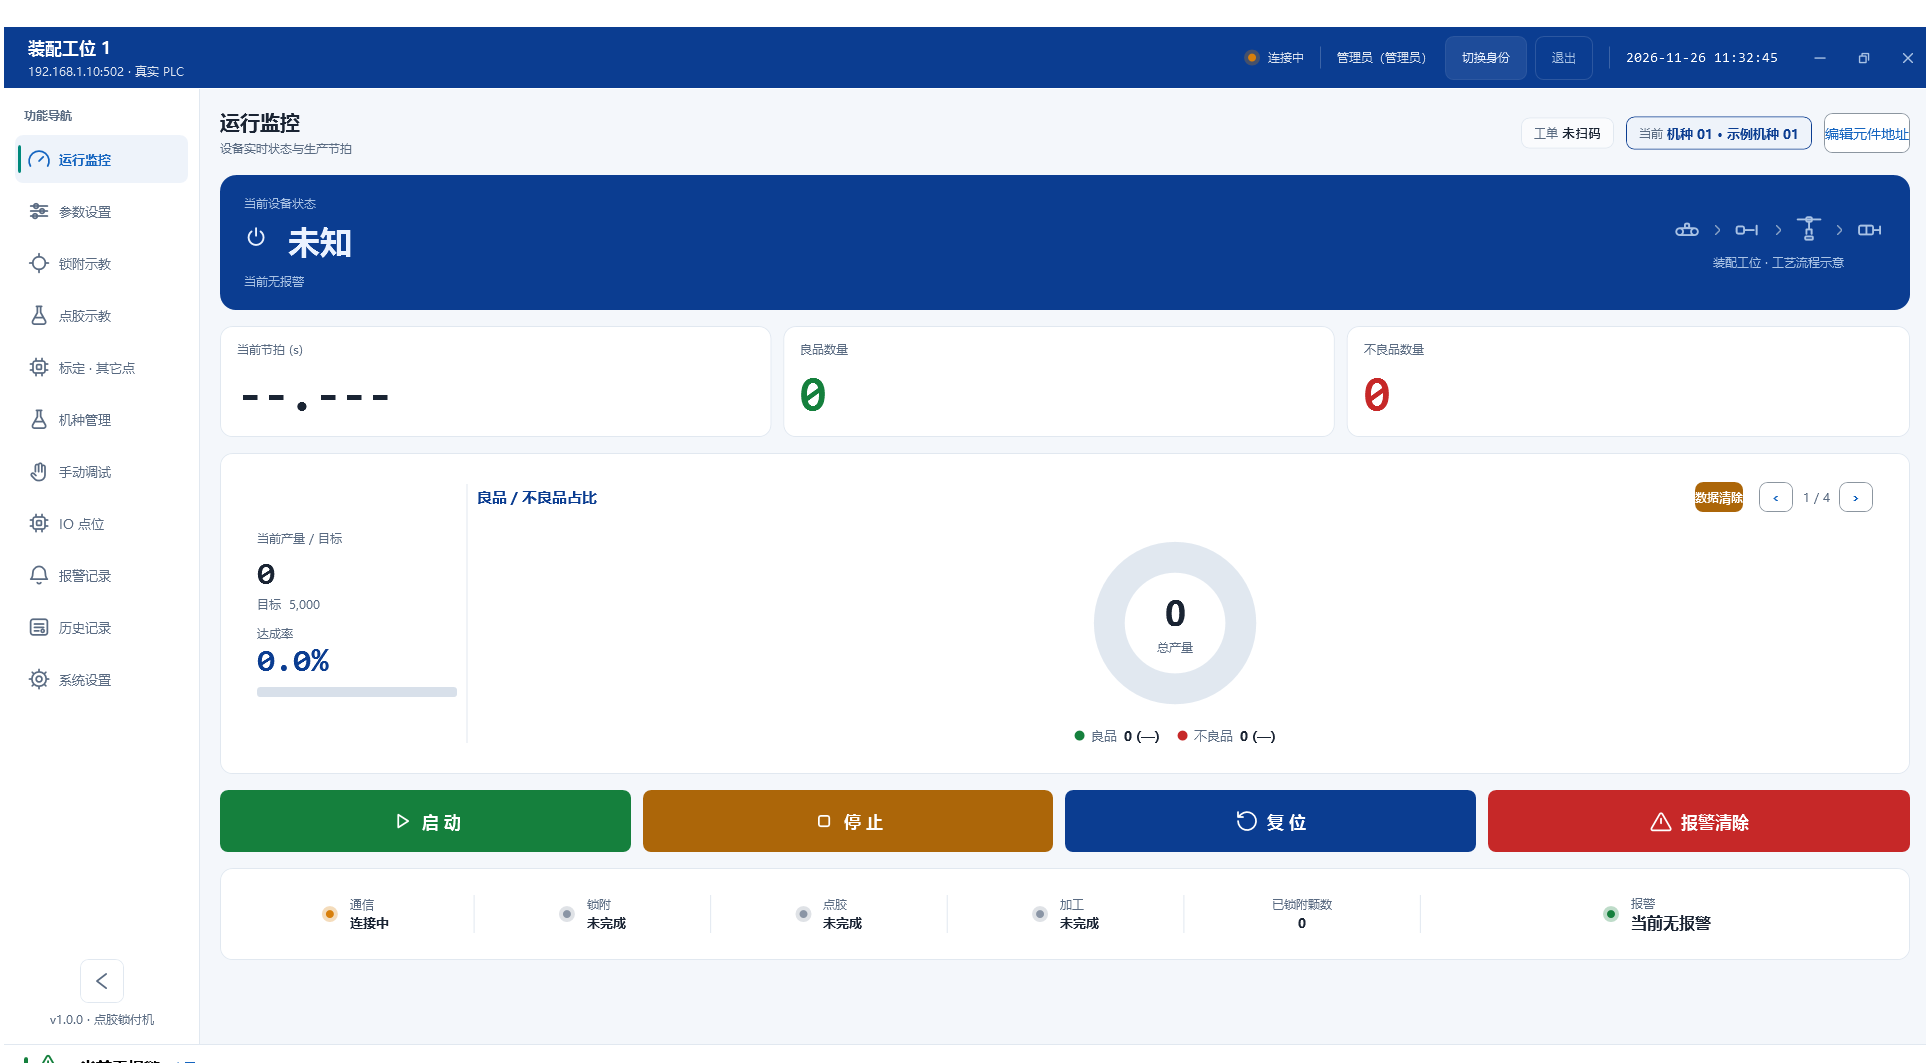 装配工位 1
192.168.1.10:502 · 真实 PLC
连接中
管理员（管理员）
切换身份
退出
2026-11-26 11:32:45
功能导航
运行监控
参数设置
锁附示教
点胶示教
标定 · 其它点
机种管理
手动调试
IO 点位
报警记录
历史记录
系统设置
v1.0.0 · 点胶锁付机
运行监控
设备实时状态与生产节拍
工单 未扫码
当前 机种 01 • 示例机种 01
编辑元件地址
当前设备状态
未知
当前无报警
装配工位 · 工艺流程示意
当前节拍 (s)
--.---
良品数量
0
不良品数量
0
当前产量 / 目标
0
目标 5,000
达成率
0.0%
良品 / 不良品占比
数据清除
‹
1 / 4
›
0
总产量
良品 0 (—)
不良品 0 (—)
启动
停止
复位
报警清除
通信
连接中
锁附
未完成
点胶
未完成
加工
未完成
已锁附颗数
0
报警
当前无报警
当前无报警